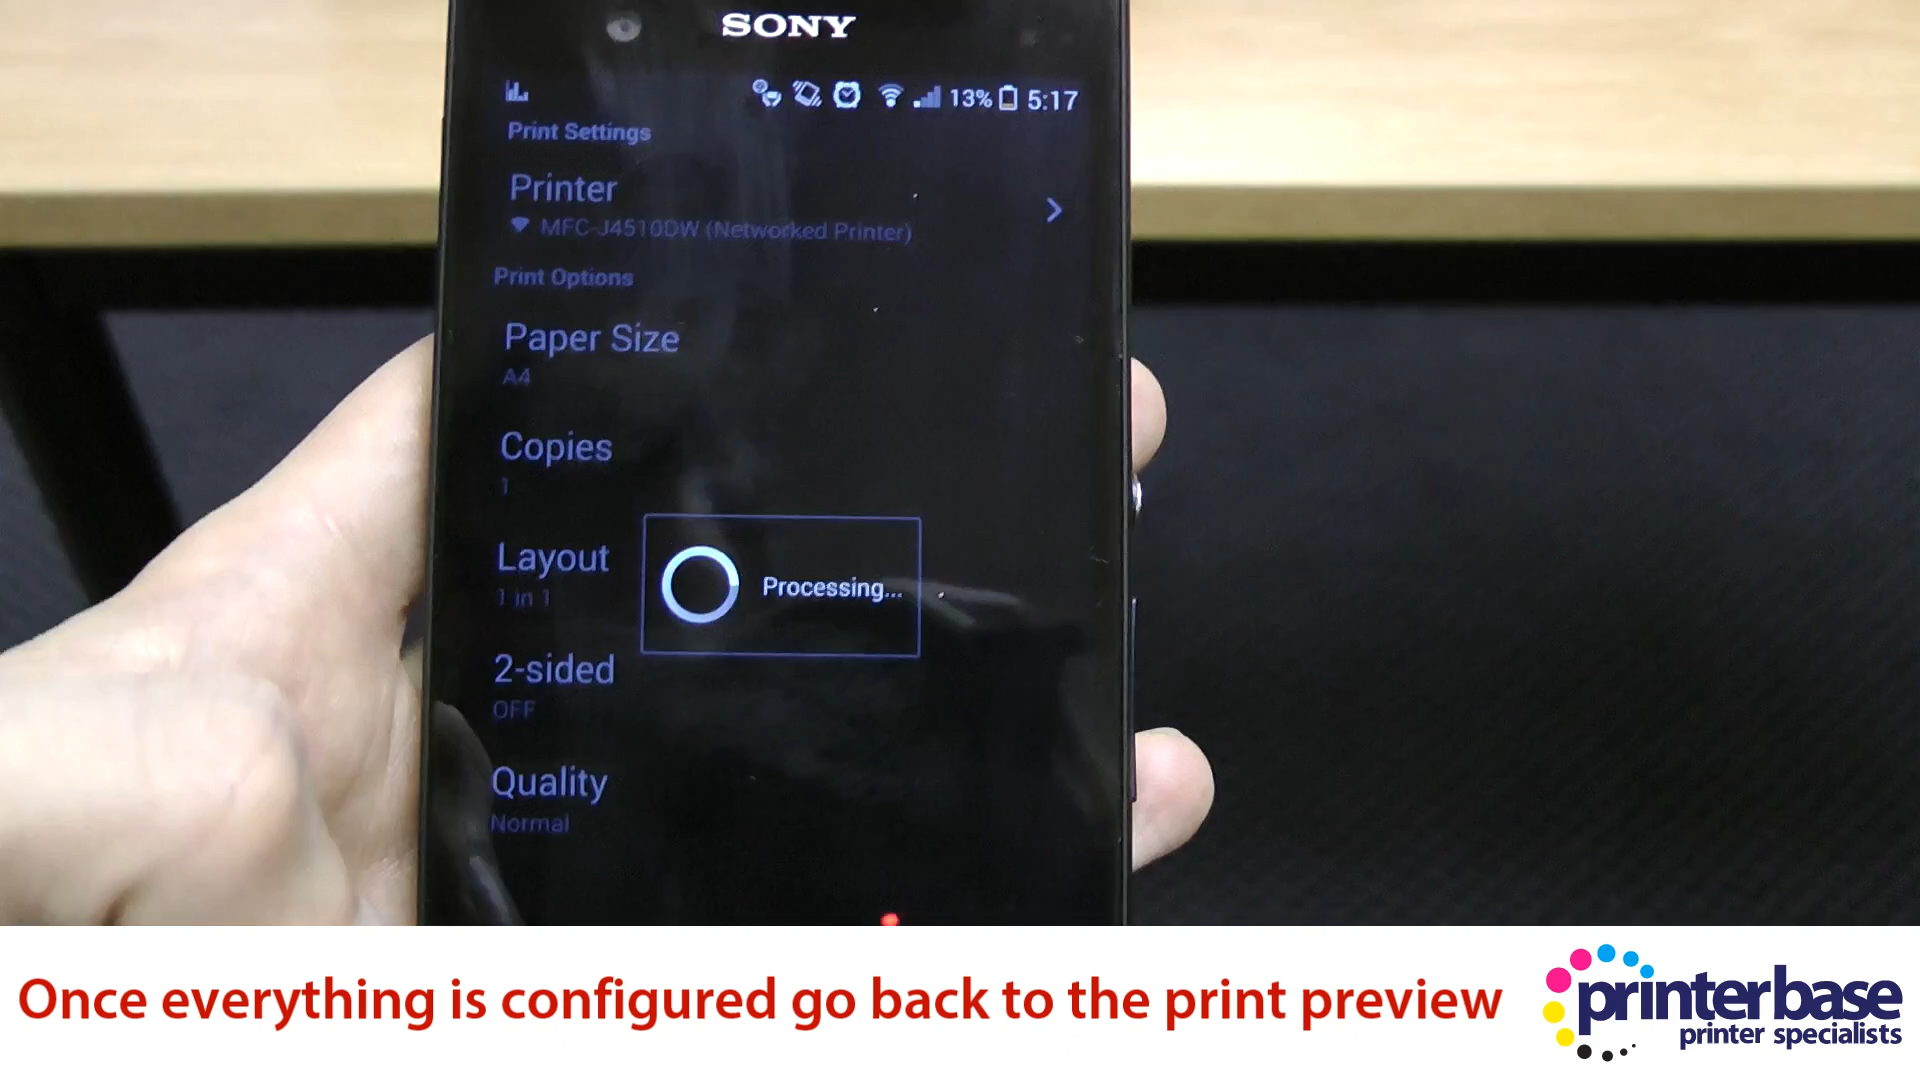 SONY
13% 5:17
Print Settings
Printer
MFC-J4510DW (Networked Printer)
Print Options
Paper Size
A4
Copies
1
Layout
1 in 1
Processing...
2-sided
OFF
Quality
Normal
Once everything is configured go back to the print preview
printerbase
printer specialists